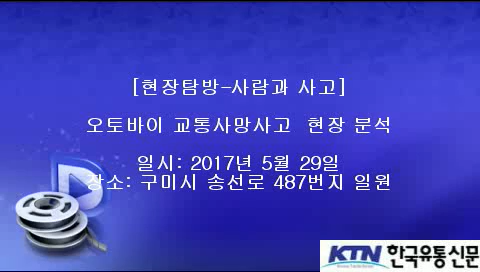 [현장탐방-사람과 사고]
오토바이 교통사망사고 현장 분석
일시: 2017년 5월 29일
장소: 구미시 송선로 487번지 일원
KTN 한국유통신문